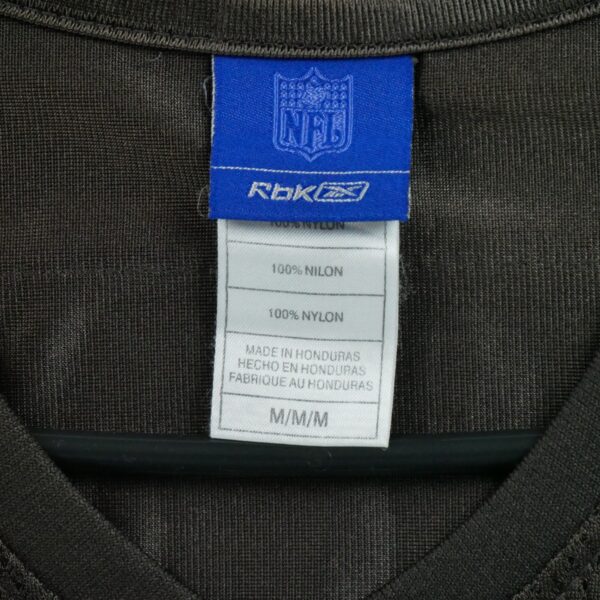 NFL
RbK
100% NYLON
100% NILON
100% NYLON
MADE IN HONDURAS
HECHO EN HONDURAS
FABRIQUE AU HONDURAS
M/M/M